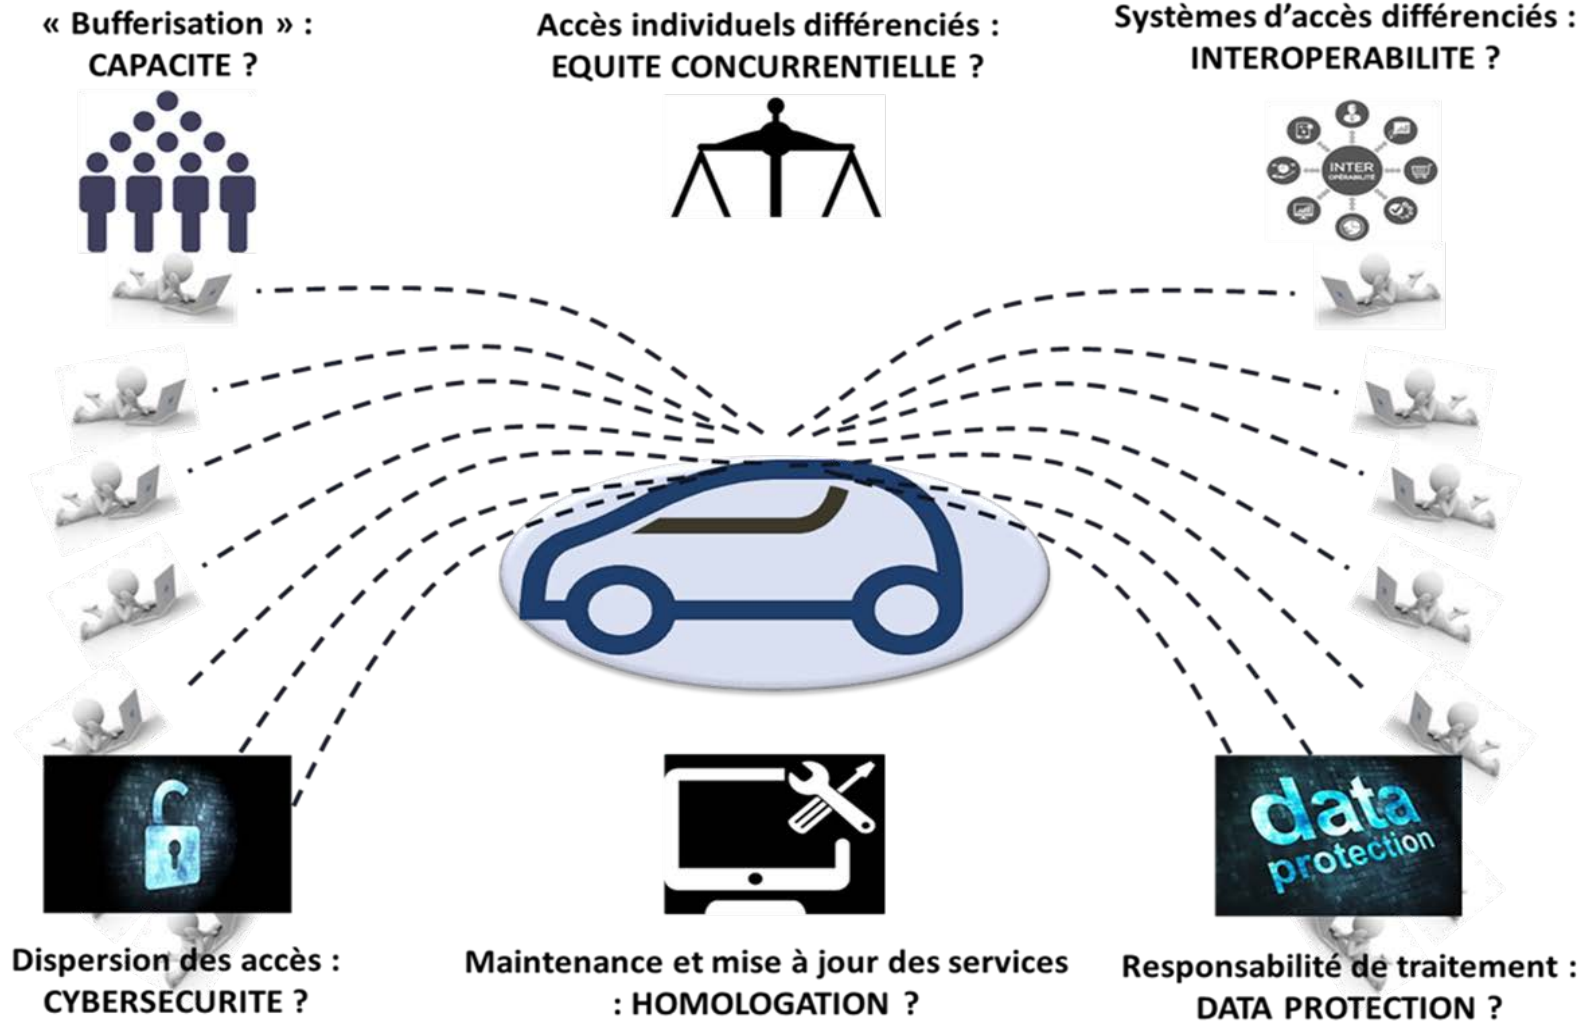 « Bufferisation » :
CAPACITE ?
Accès individuels différenciés :
EQUITE CONCURRENTIELLE ?
Systèmes d’accès différenciés :
INTEROPERABILITE ?
INTER
OPÉRABILITÉ
data
protection
Dispersion des accès :
CYBERSECURITE ?
Maintenance et mise à jour des services
: HOMOLOGATION ?
Responsabilité de traitement :
DATA PROTECTION ?